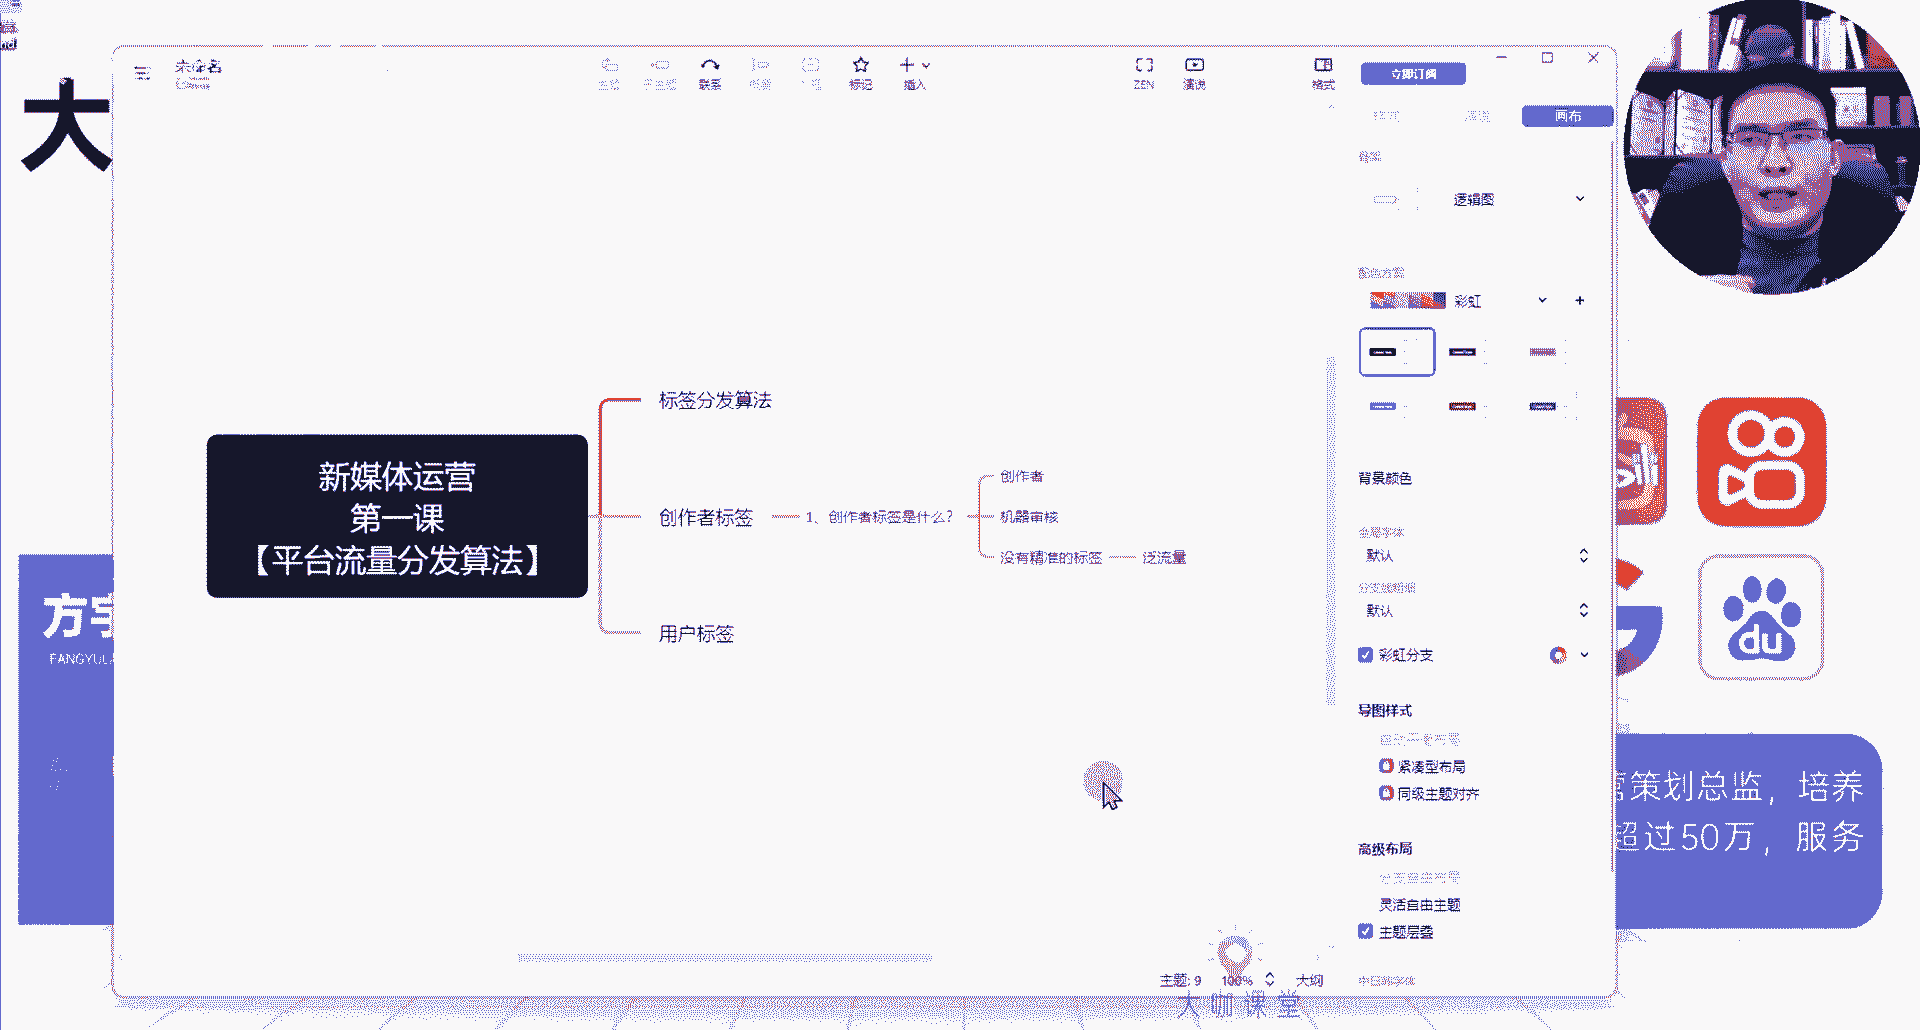 大
未命名
联系
标记
插入
ZEN
演说
格式
立即订阅
画布
逻辑图
彩虹
背景颜色
默认
默认
彩虹分支
导图样式
紧凑型布局
同级主题对齐
高级布局
灵活自由主题
主题层叠
标签分发算法
新媒体运营
第一课
【平台流量分发算法】
创作者标签
1、创作者标签是什么?
创作者
机器审核
没有精准的标签
泛流量
用户标签
方宇
FANGYU
du
策划总监，培养
超过50万，服务
主题: 9
100%
大纲
大咖课堂